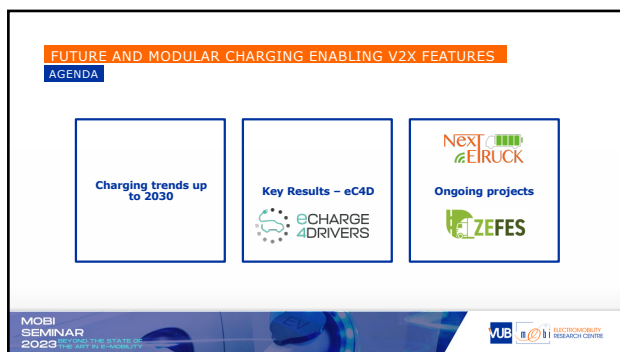 FUTURE AND MODULAR CHARGING ENABLING V2X FEATURES
AGENDA
Charging trends up
to 2030
Key Results – eC4D
eCHARGE
4DRIVERS
NEXT
ETRUCK
Ongoing projects
ZEFES
MOBI
SEMINAR
2023 BEYOND THE STATE OF
THE ART IN E-MOBILITY
EV
VUB mobi ELECTROMOBILITY
RESEARCH CENTRE